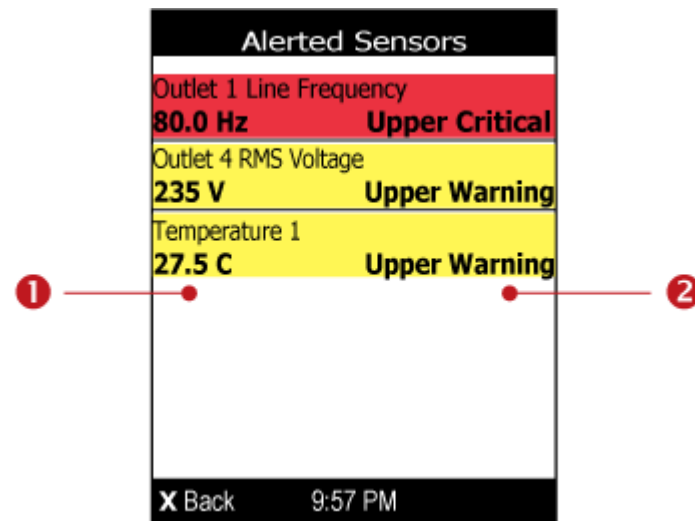 Alerted Sensors
Outlet 1 Line Frequency
80.0 Hz Upper Critical
Outlet 4 RMS Voltage
235 V Upper Warning
Temperature 1
27.5 C Upper Warning
1 2
X Back 9:57 PM